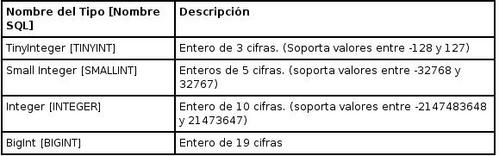 Nombre del Tipo [Nombre SQL]
Descripción
TinyInteger [TINYINT]
Entero de 3 cifras. (Soporta valores entre -128 y 127)
Small Integer [SMALLINT]
Enteros de 5 cifras. (soporta valores entre -32768 y
32767)
Integer [INTEGER]
Entero de 10 cifras. (soporta valores entre -2147483648
y 21473647)
BigInt [BIGINT]
Entero de 19 cifras